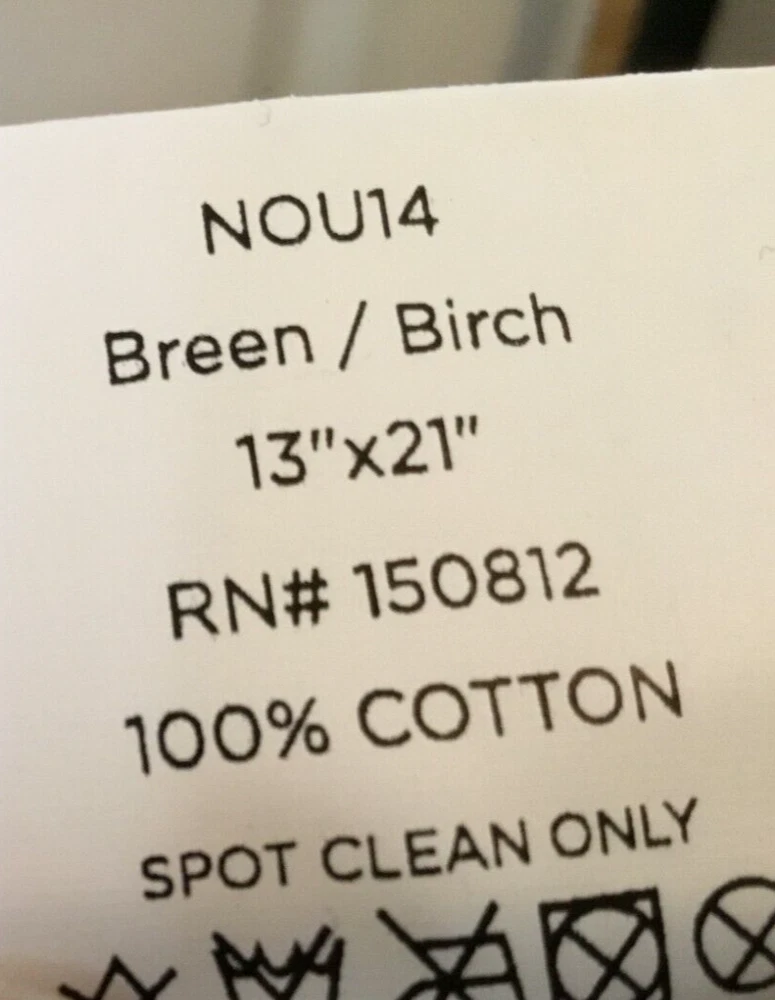 NOU14
Breen / Birch
13"x21"
RN# 150812
100% COTTON
SPOT CLEAN ONLY